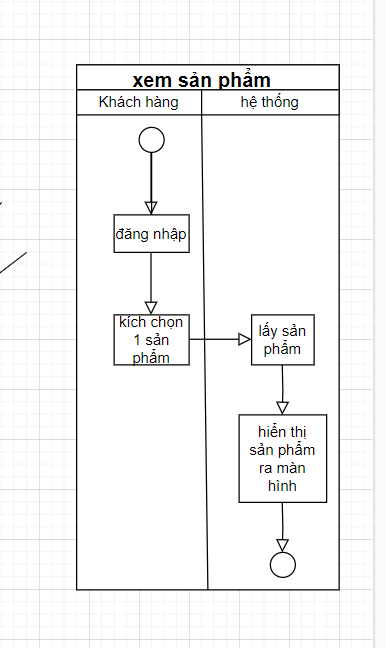 xem sản phẩm
Khách hàng
hệ thống
đăng nhập
kích chọn
1 sản
phẩm
lấy sản
phẩm
hiển thị
sản phẩm
ra màn
hình